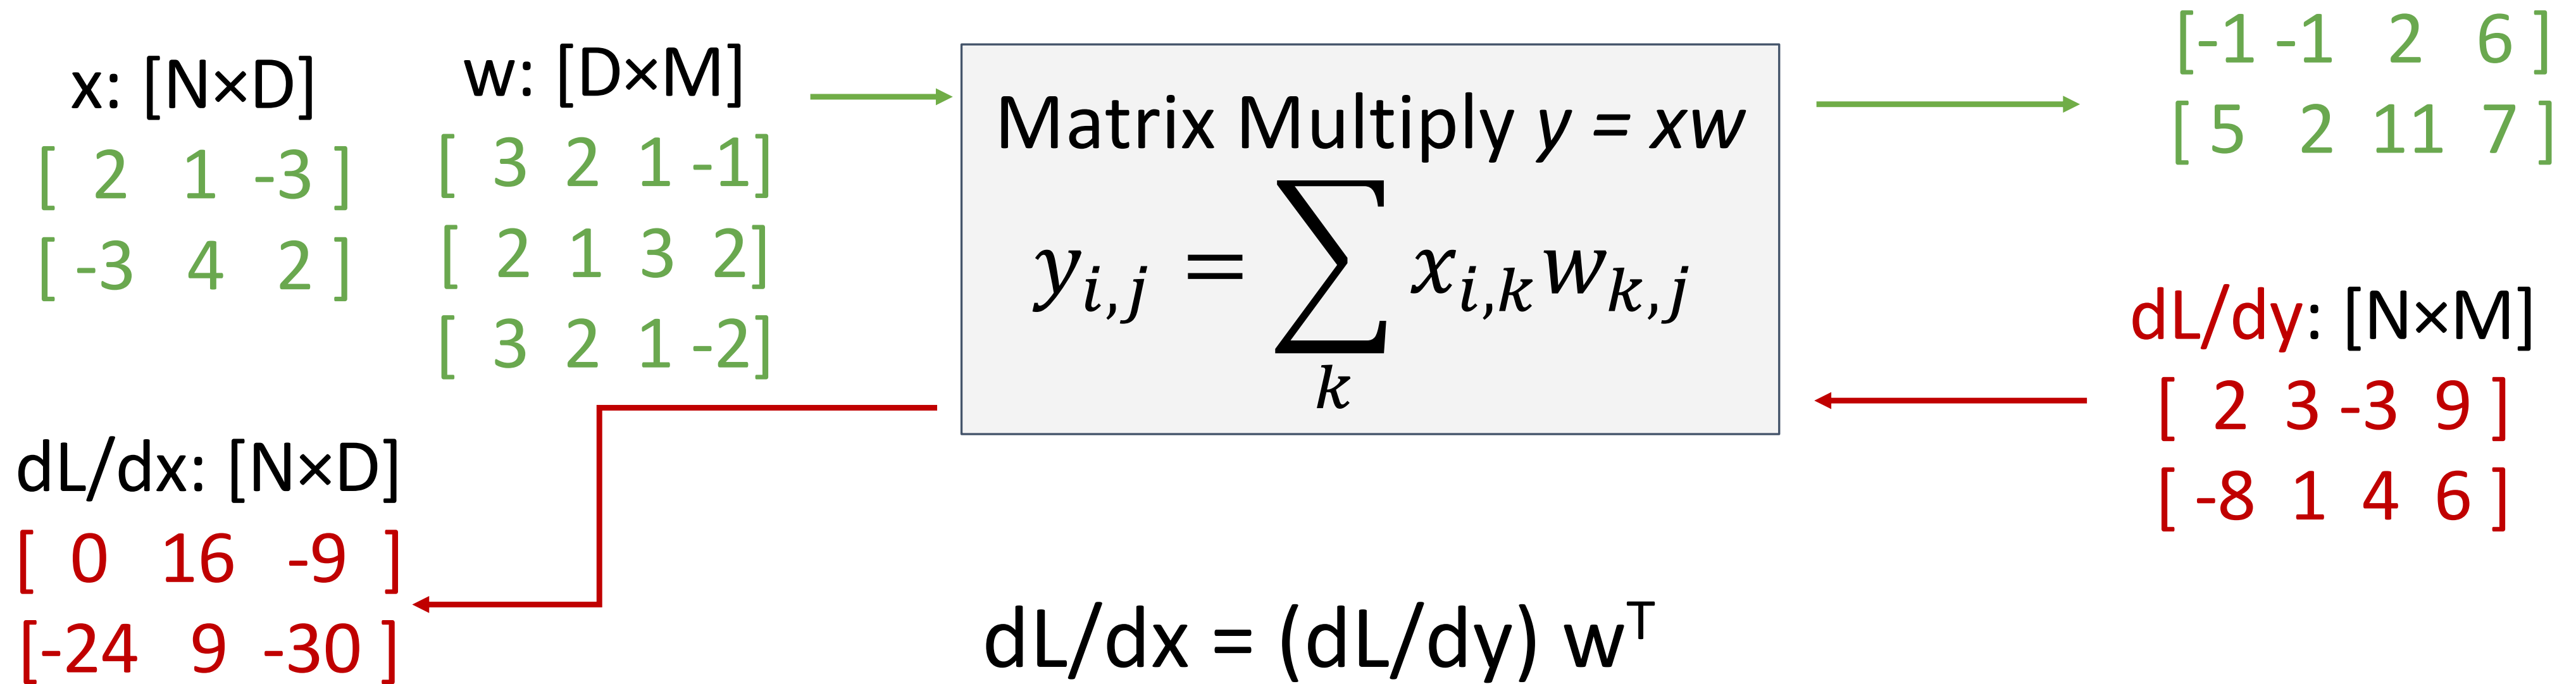 x: [N×D]
[ 2 1 -3 ]
[ -3 4 2 ]
w: [D×M]
[ 3 2 1 -1]
[ 2 1 3 2]
[ 3 2 1 -2]
Matrix Multiply y = xw
y_{i,j} = ∑_k x_{i,k} w_{k,j}
[-1 -1 2 6 ]
[ 5 2 11 7 ]
dL/dy: [N×M]
[ 2 3 -3 9 ]
[ -8 1 4 6 ]
dL/dx: [N×D]
[ 0 16 -9 ]
[-24 9 -30 ]
dL/dx = (dL/dy) w^T